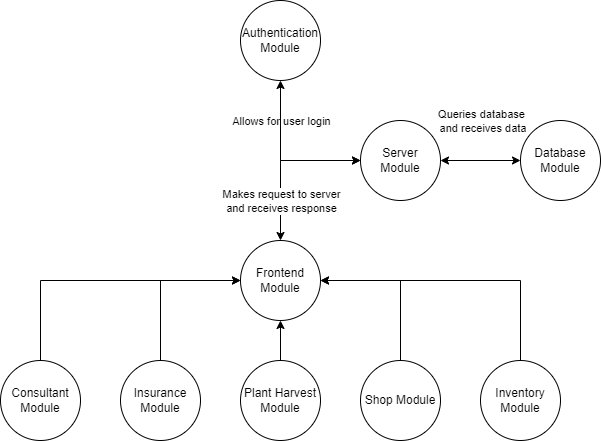 Authentication
Module
Allows for user login
Queries database
and receives data
Server
Module
Database
Module
Makes request to server
and receives response
Frontend
Module
Consultant
Module
Insurance
Module
Plant Harvest
Module
Shop Module
Inventory
Module